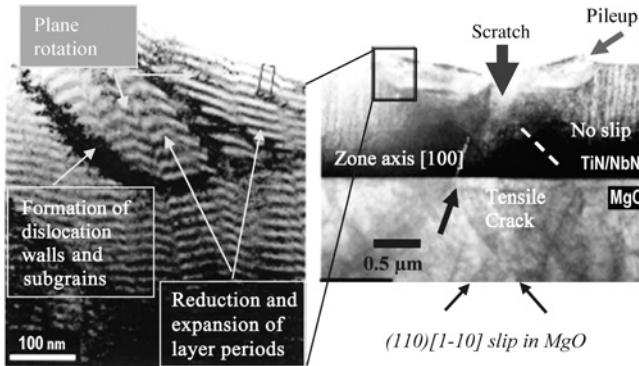 Plane
rotation
Formation of
dislocation
walls and
subgrains
Reduction and
expansion of
layer periods
100 nm
Scratch
Pileup
No slip
TiN/NbN
Zone axis [100]
MgO
Tensile
Crack
0.5 μm
(110)[1-10] slip in MgO